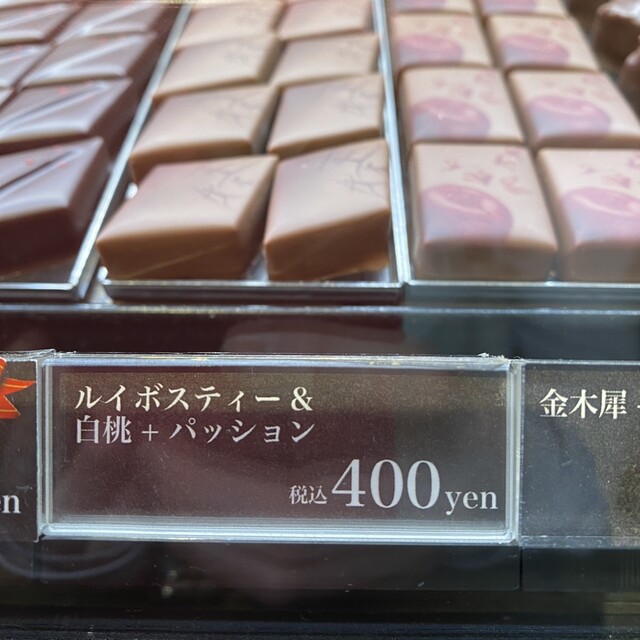 ルイボスティー &
白桃 + パッション
税込400yen
en
金木犀